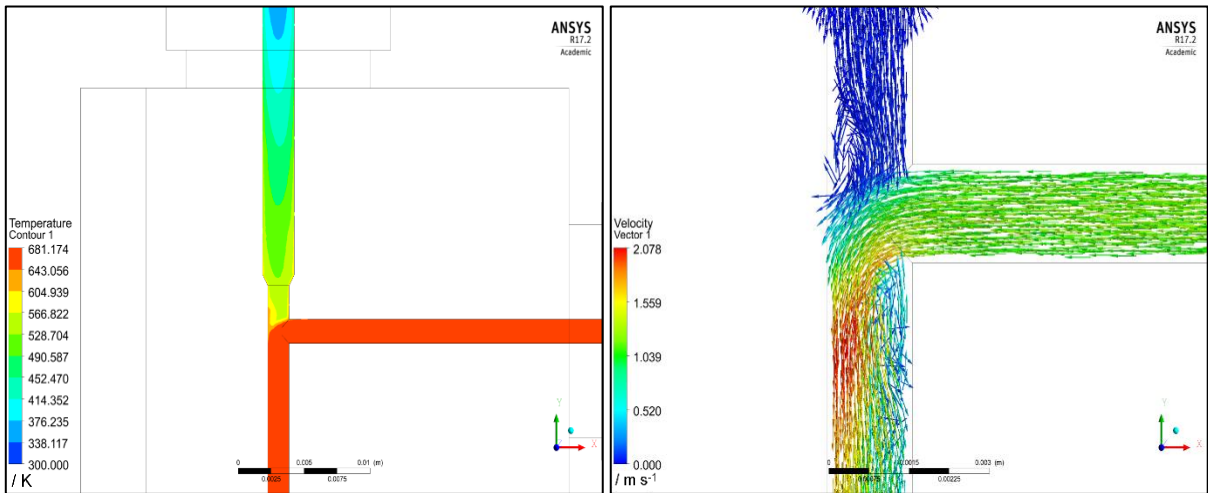 ANSYS
R17.2
Academic
Temperature
Contour 1
681.174
643.056
604.939
566.822
528.704
490.587
452.470
414.352
376.235
338.117
300.000
/ K
0 0.005 0.01 (m)
0.0025 0.0075
Y
X
ANSYS
R17.2
Academic
Velocity
Vector 1
2.078
1.559
1.039
0.520
0.000
/ m s-1
0 0.0015 0.003 (m)
0.00075 0.00225
Y
X